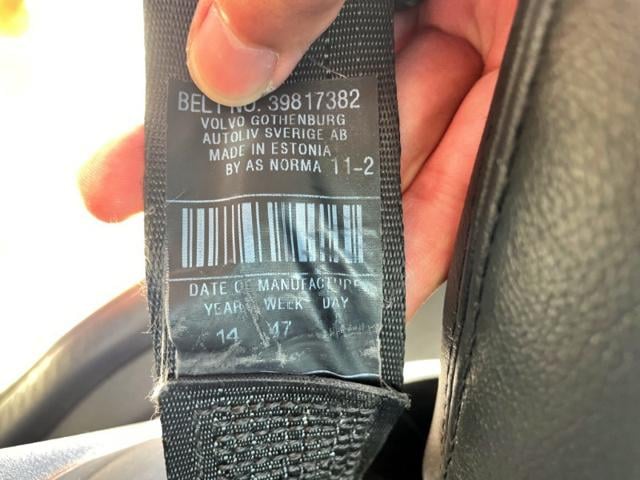 BELT NO. 39817382
VOLVO GOTHENBURG
AUTOLIV SVERIGE AB
MADE IN ESTONIA
BY AS NORMA 11-2
DATE OF MANUFACTURE
YEAR WEEK DAY
14 47